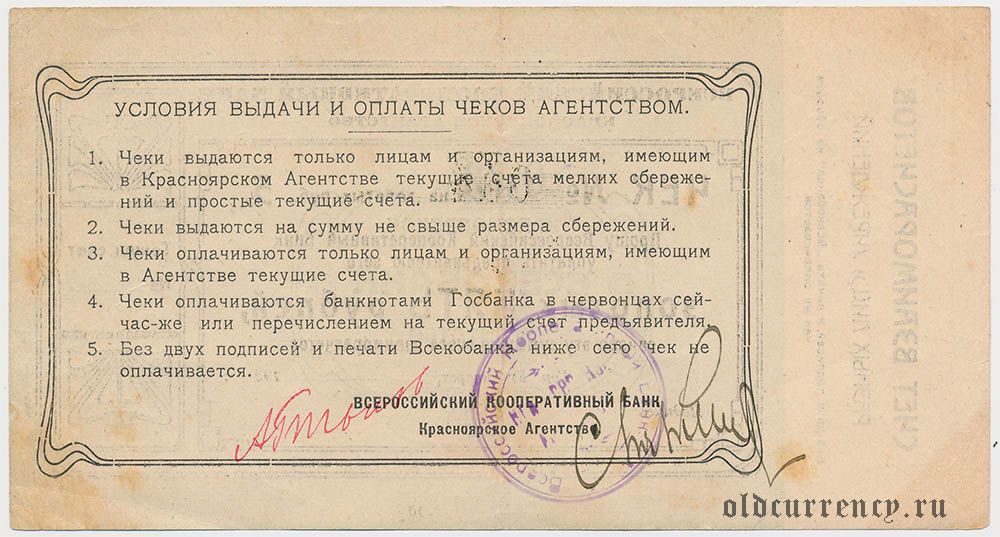 УСЛОВИЯ ВЫДАЧИ И ОПЛАТЫ ЧЕКОВ АГЕНТСТВОМ.
1. Чеки выдаются только лицам и организациям, имеющим
в Красноярском Агентстве текущие счета мелких сбереже-
ний и простые текущие счета.
2. Чеки выдаются на сумму не свыше размера сбережений.
3. Чеки оплачиваются только лицам и организациям, имеющим
в Агентстве текущие счета.
4. Чеки оплачиваются банкнотами Госбанка в червонцах сей-
час-же или перечислением на текущий счет предъявителя.
5. Без двух подписей и печати Всекобанка ниже сего чек не
оплачивается.
ВСЕРОССИЙСКИЙ КООПЕРАТИВНЫЙ БАНК
Красноярское Агентство.
Всероссийский
oldcurrency.ru